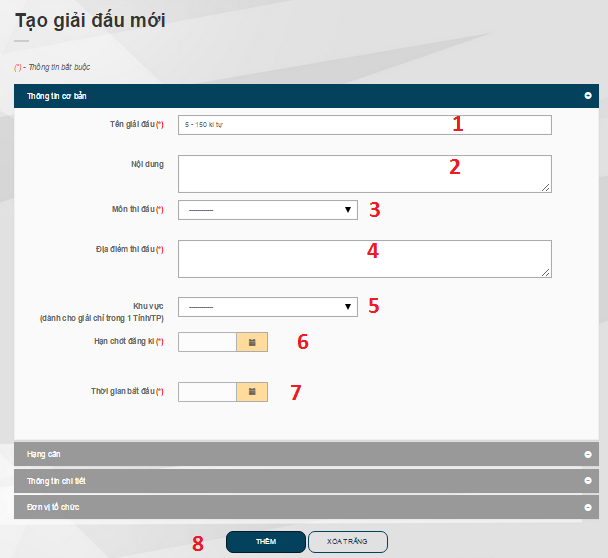 Tạo giải đấu mới
(*) - Thông tin bắt buộc
Thông tin cơ bản
Tên giải đấu (*)
5 - 150 kí tự
1
Nội dung
2
Môn thi đấu (*)
---------
3
Địa điểm thi đấu (*)
4
Khu vực
(dành cho giải chỉ trong 1 Tỉnh/TP)
---------
5
Hạn chót đăng kí (*)
6
Thời gian bắt đầu (*)
7
Hạng cân
Thông tin chi tiết
Đơn vị tổ chức
8
THÊM
XÓA TRẮNG